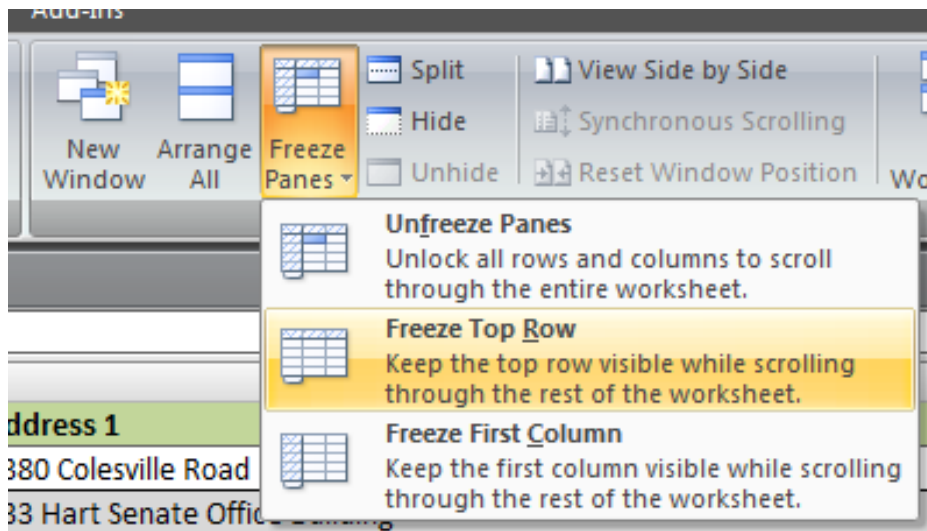 Add-Ins
Split
View Side by Side
Hide
Synchronous Scrolling
New Window
Arrange All
Freeze Panes
Unhide
Reset Window Position
Unfreeze Panes
Unlock all rows and columns to scroll
through the entire worksheet.
Freeze Top Row
Keep the top row visible while scrolling
through the rest of the worksheet.
Freeze First Column
Keep the first column visible while scrolling
through the rest of the worksheet.
ddress 1
380 Colesville Road
33 Hart Senate Office Building